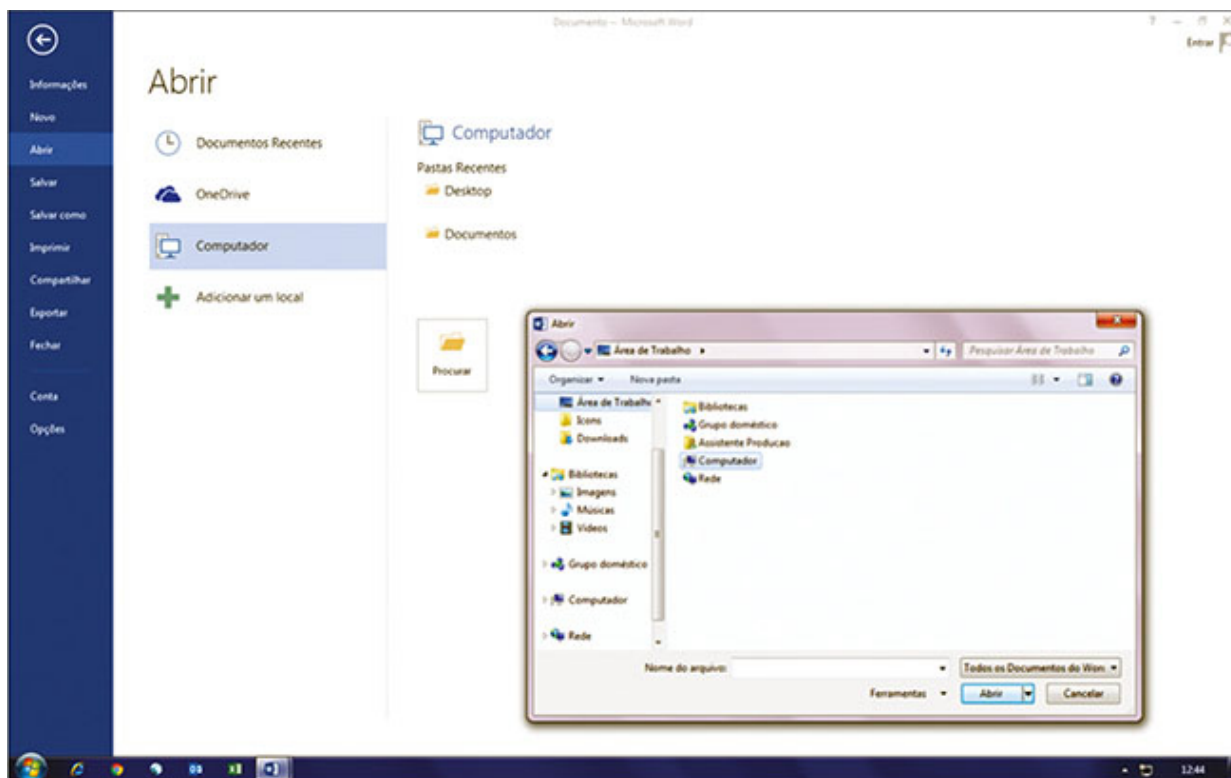 Documento – Microsoft Word
?
Entrar
Informações
Novo
Abrir
Salvar
Salvar como
Imprimir
Compartilhar
Exportar
Fechar
Conta
Opções
Abrir
Documentos Recentes
OneDrive
Computador
Adicionar um local
Computador
Pastas Recentes
Desktop
Documentos
Procurar
Abrir
Área de Trabalho
Pesquisar Área de Trabalho
Organizar
Nova pasta
Área de Trabalho
Icons
Downloads
Bibliotecas
Imagens
Músicas
Vídeos
Grupo doméstico
Computador
Rede
Bibliotecas
Grupo doméstico
Assistente Producao
Computador
Rede
Nome do arquivo:
Todos os Documentos do Wor
Ferramentas
Abrir
Cancelar
12:44